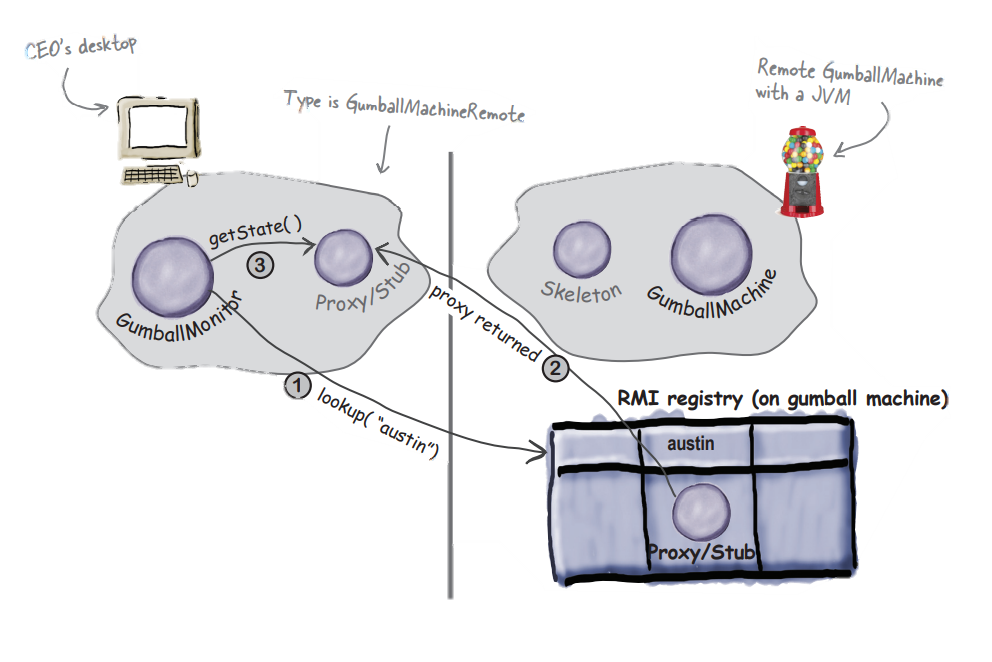 CEO's desktop
Type is GumballMachineRemote
Remote GumballMachine
with a JVM
getState( )
3
Proxy/Stub
GumballMonitor
Skeleton
GumballMachine
proxy returned
2
1
lookup( "austin")
RMI registry (on gumball machine)
austin
Proxy/Stub